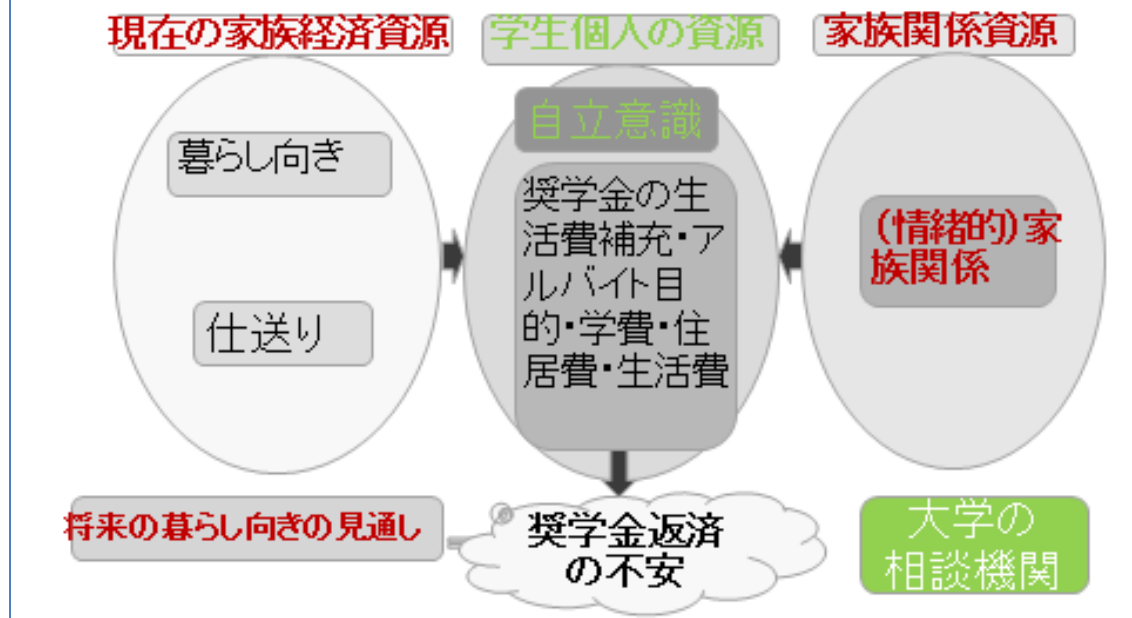 現在の家族経済資源
学生個人の資源
家族関係資源
自立意識
暮らし向き
仕送り
奨学金の生
活費補充・ア
ルバイト目
的・学費・住
居費・生活費
(情緒的)家
族関係
将来の暮らし向きの見通し
奨学金返済
の不安
大学の
相談機関